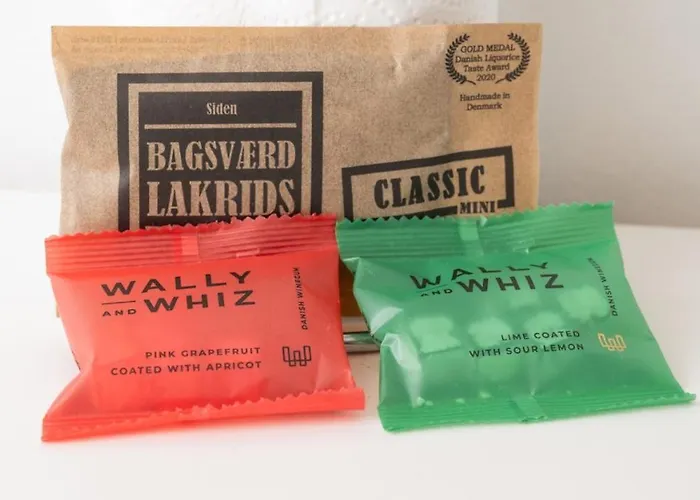 GOLD MEDAL
Danish Liquorice
Taste Award
2020
Handmade in
Denmark
Siden
BAGSVÆRD
LAKRIDS
CLASSIC
MINI
WALLY
AND WHIZ
DANISH WINEGUM
PINK GRAPEFRUIT
COATED WITH APRICOT
WALLY
AND WHIZ
DANISH WINEGUM
LIME COATED
WITH SOUR LEMON